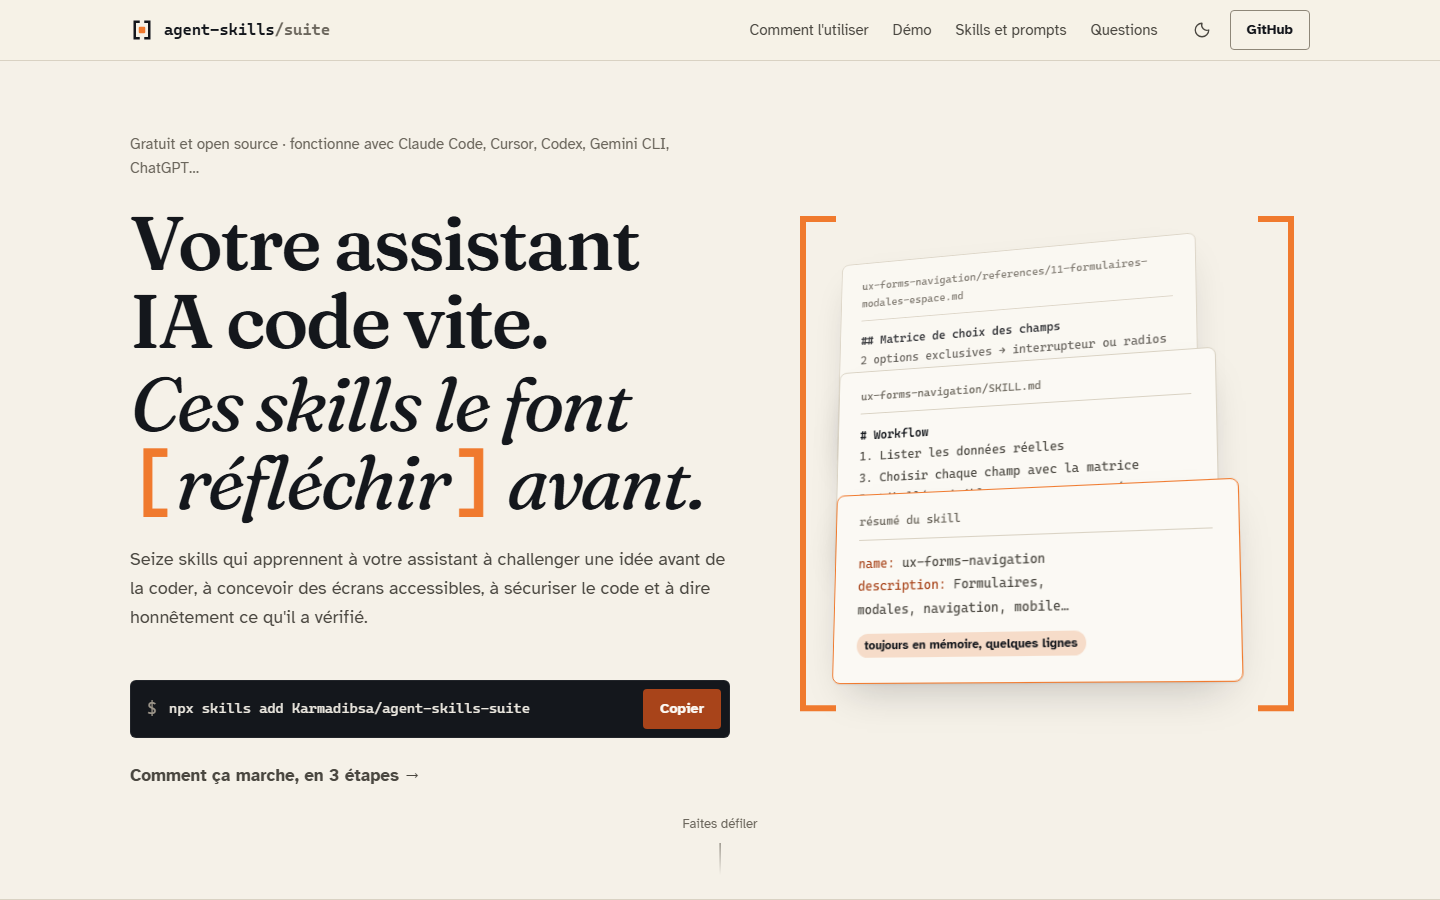 agent-skills/suite
Comment l'utiliser
Démo
Skills et prompts
Questions
GitHub
Gratuit et open source · fonctionne avec Claude Code, Cursor, Codex, Gemini CLI,
ChatGPT…
Votre assistant
IA code vite.
Ces skills le font
[réfléchir] avant.
Seize skills qui apprennent à votre assistant à challenger une idée avant de
la coder, à concevoir des écrans accessibles, à sécuriser le code et à dire
honnêtement ce qu'il a vérifié.
$ npx skills add Karmadibsa/agent-skills-suite
Copier
Comment ça marche, en 3 étapes →
ux-forms-navigation/references/11-formulaires-
modales-espace.md
## Matrice de choix des champs
2 options exclusives → interrupteur ou radios
ux-forms-navigation/SKILL.md
# Workflow
1. Lister les données réelles
3. Choisir chaque champ avec la matrice
résumé du skill
name: ux-forms-navigation
description: Formulaires,
modales, navigation, mobile…
toujours en mémoire, quelques lignes
Faites défiler